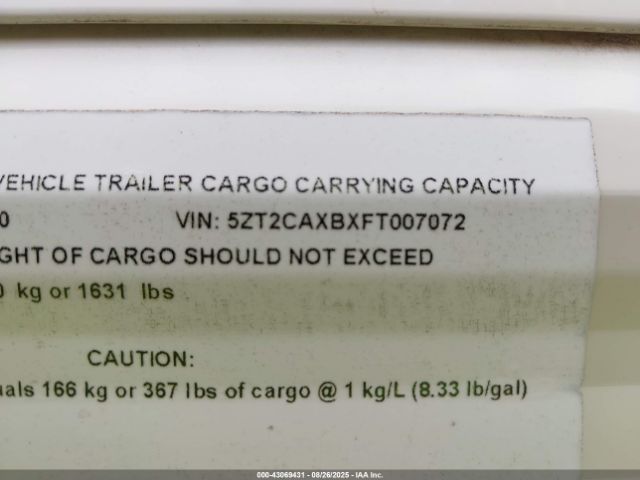 VEHICLE TRAILER CARGO CARRYING CAPACITY
0 VIN: 5ZT2CAXBXFT007072
GHT OF CARGO SHOULD NOT EXCEED
0 kg or 1631 lbs
CAUTION:
uals 166 kg or 367 lbs of cargo @ 1 kg/L (8.33 lb/gal)
000-43069431 - 08/26/2025 - IAA Inc.